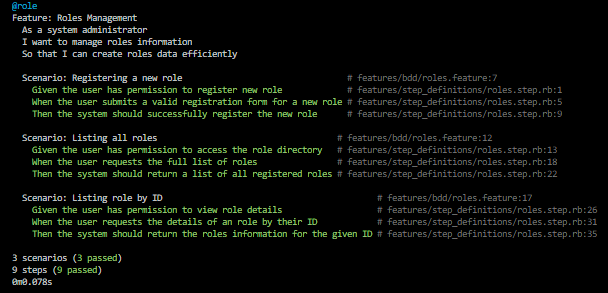 @role
Feature: Roles Management
As a system administrator
I want to manage roles information
So that I can create roles data efficiently
Scenario: Registering a new role # features/bdd/roles.feature:7
Given the user has permission to register new role # features/step_definitions/roles.step.rb:1
When the user submits a valid registration form for a new role # features/step_definitions/roles.step.rb:5
Then the system should successfully register the new role # features/step_definitions/roles.step.rb:9
Scenario: Listing all roles # features/bdd/roles.feature:12
Given the user has permission to access the role directory # features/step_definitions/roles.step.rb:13
When the user requests the full list of roles # features/step_definitions/roles.step.rb:18
Then the system should return a list of all registered roles # features/step_definitions/roles.step.rb:22
Scenario: Listing role by ID # features/bdd/roles.feature:17
Given the user has permission to view role details # features/step_definitions/roles.step.rb:26
When the user requests the details of an role by their ID # features/step_definitions/roles.step.rb:31
Then the system should return the roles information for the given ID # features/step_definitions/roles.step.rb:35
3 scenarios (3 passed)
9 steps (9 passed)
0m0.078s